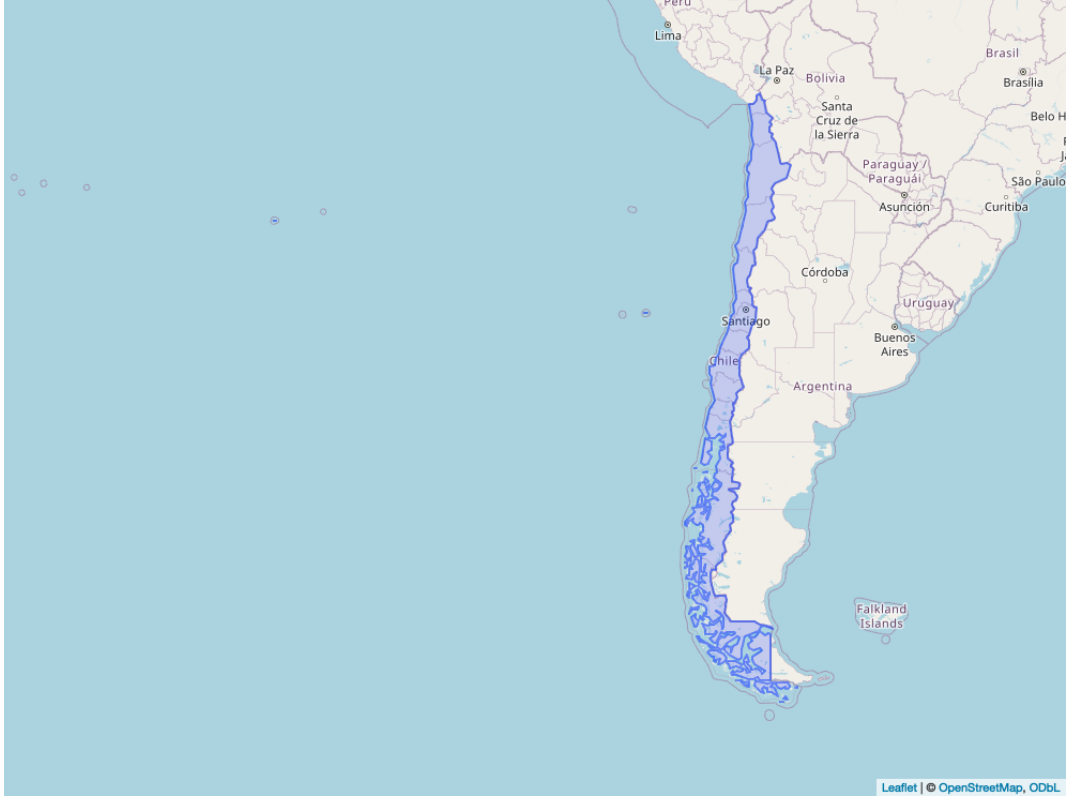 Peru
Lima
La Paz
Bolivia
Brasil
Brasília
Santa
Cruz de
la Sierra
Belo H
Paraguay /
Paraguái
São Paulo
Asunción
Curitiba
Córdoba
Uruguay
Santiago
Buenos
Aires
Chile
Argentina
Falkland
Islands
Leaflet | © OpenStreetMap, ODbL